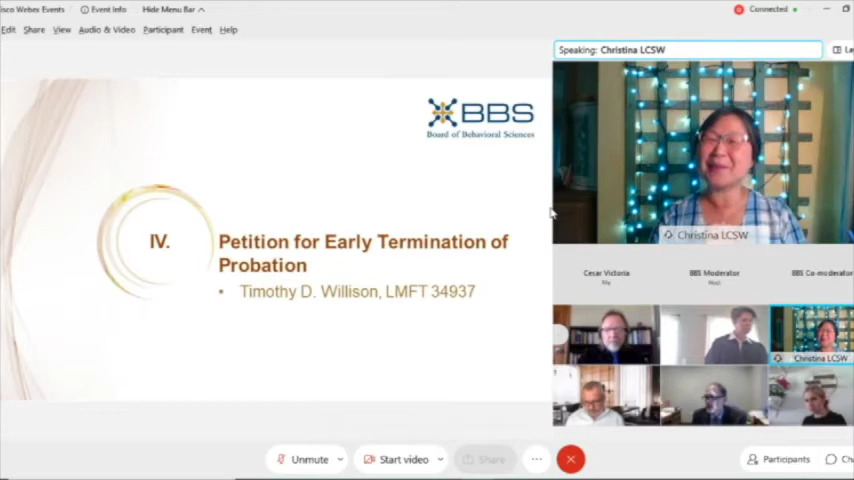 isco Webex Events
Event Info
Hide Menu Bar
Connected
Edit Share View Audio & Video Participant Event Help
Speaking: Christina LCSW
BBS
Board of Behavioral Sciences
IV.
Petition for Early Termination of
Probation
• Timothy D. Willison, LMFT 34937
Christina LCSW
Cesar Victoria
Me
BBS Moderator
Host
BBS Co-moderator
Christina LCSW
Unmute
Start video
Share
Participants